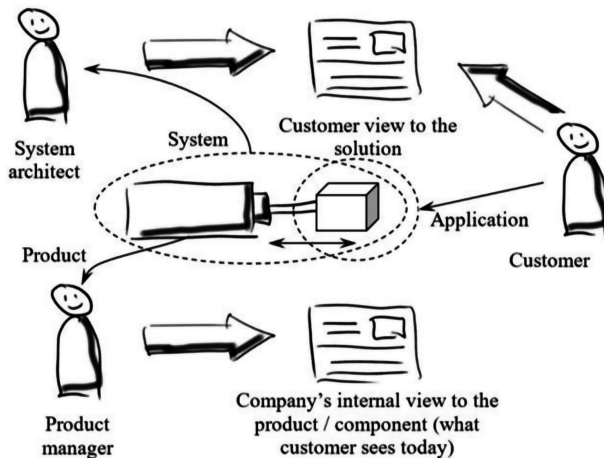 System
architect
System
Customer view to the
solution
Application
Customer
Product
Product
manager
Company's internal view to the
product / component (what
customer sees today)